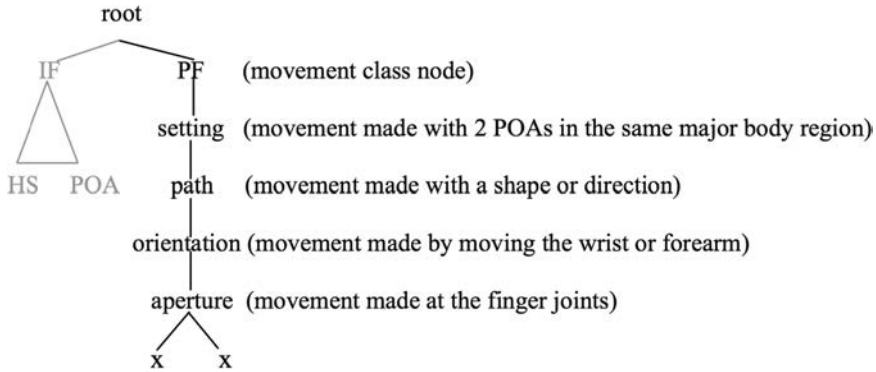 root
IF PF (movement class node)
setting (movement made with 2 POAs in the same major body region)
HS POA path (movement made with a shape or direction)
orientation (movement made by moving the wrist or forearm)
aperture (movement made at the finger joints)
x x